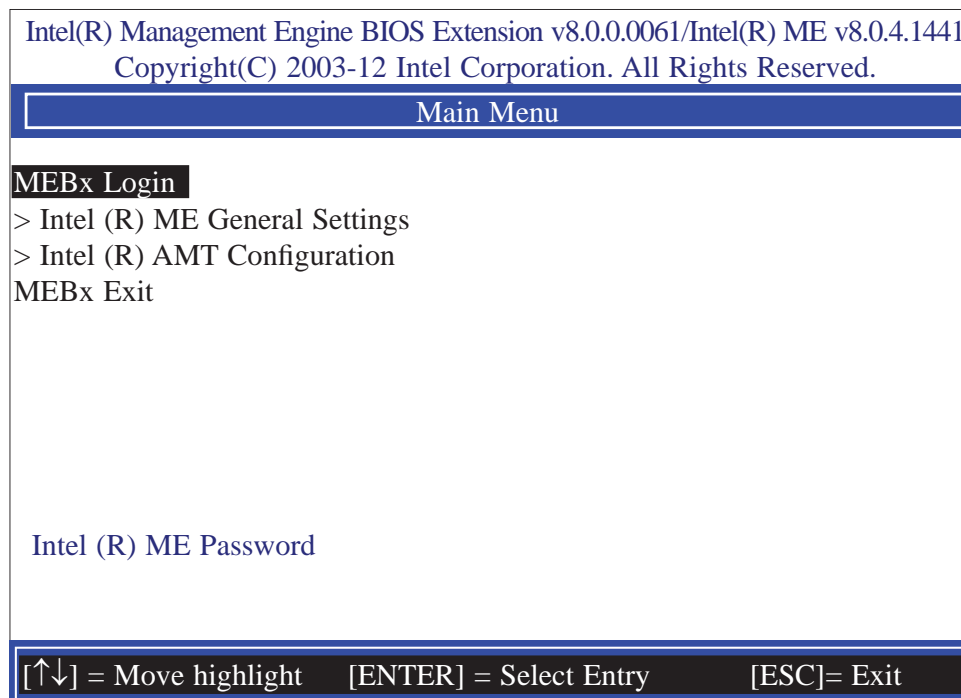 Intel(R) Management Engine BIOS Extension v8.0.0.0061/Intel(R) ME v8.0.4.1441
Copyright(C) 2003-12 Intel Corporation. All Rights Reserved.
Main Menu
MEBx Login
> Intel (R) ME General Settings
> Intel (R) AMT Configuration
MEBx Exit
Intel (R) ME Password
[↑↓] = Move highlight [ENTER] = Select Entry [ESC]= Exit